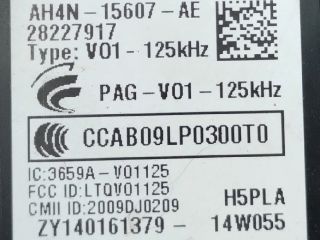 AH4N-15607-AE
28227917
Type: V01-125kHz
PAG-V01-125kHz
CCAB09LP0300T0
IC:3659A-V01125
FCC ID:LTQV01125
CMII ID:2009DJ0209
H5PLA
ZY140161379 - 14W055